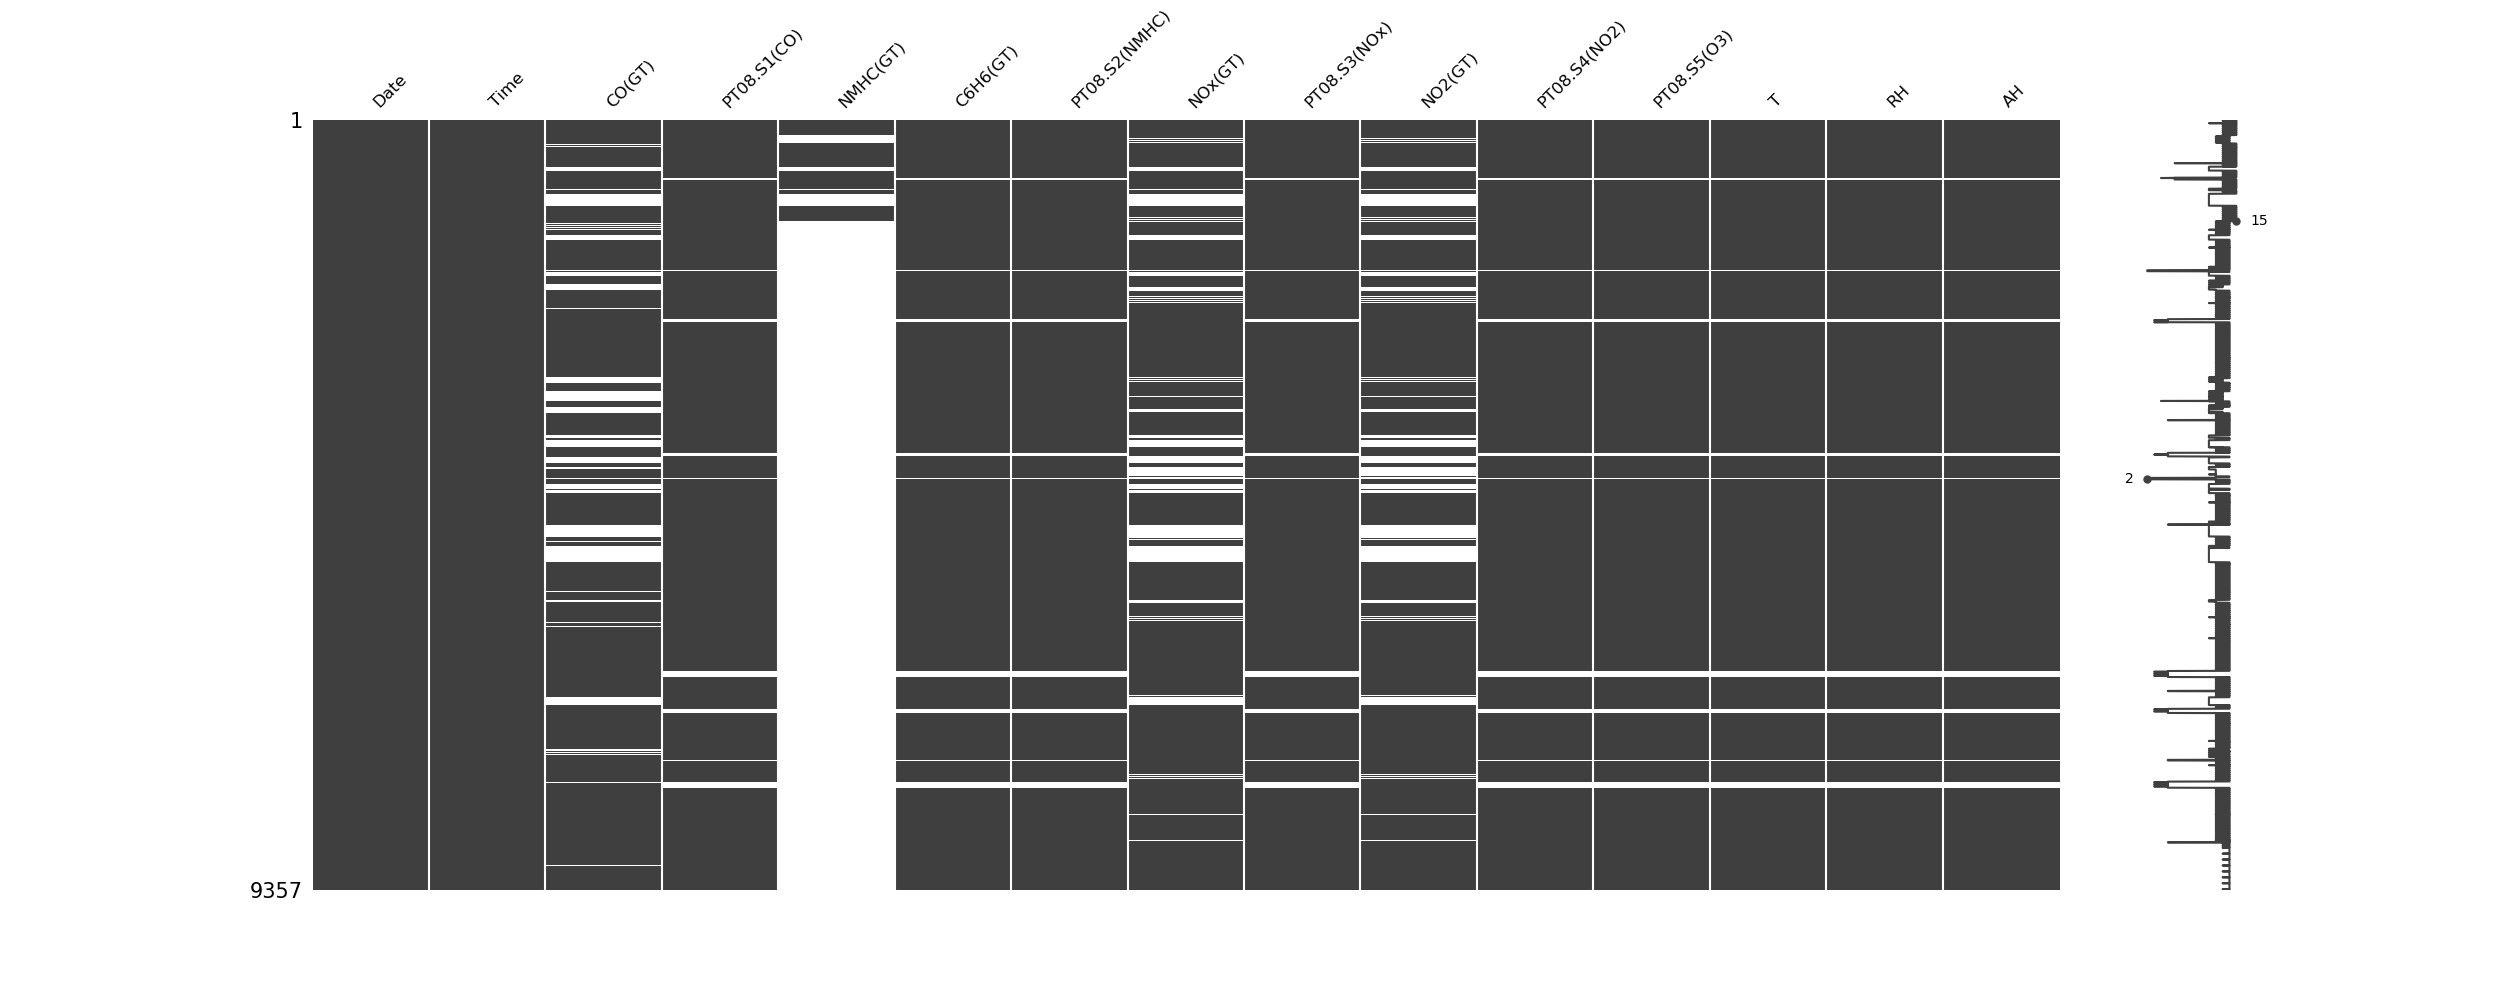 Date
Time
CO(GT)
PT08.S1(CO)
NMHC(GT)
C6H6(GT)
PT08.S2(NMHC)
NOx(GT)
PT08.S3(NOx)
NO2(GT)
PT08.S4(NO2)
PT08.S5(O3)
T
RH
AH
1
15
2
9357